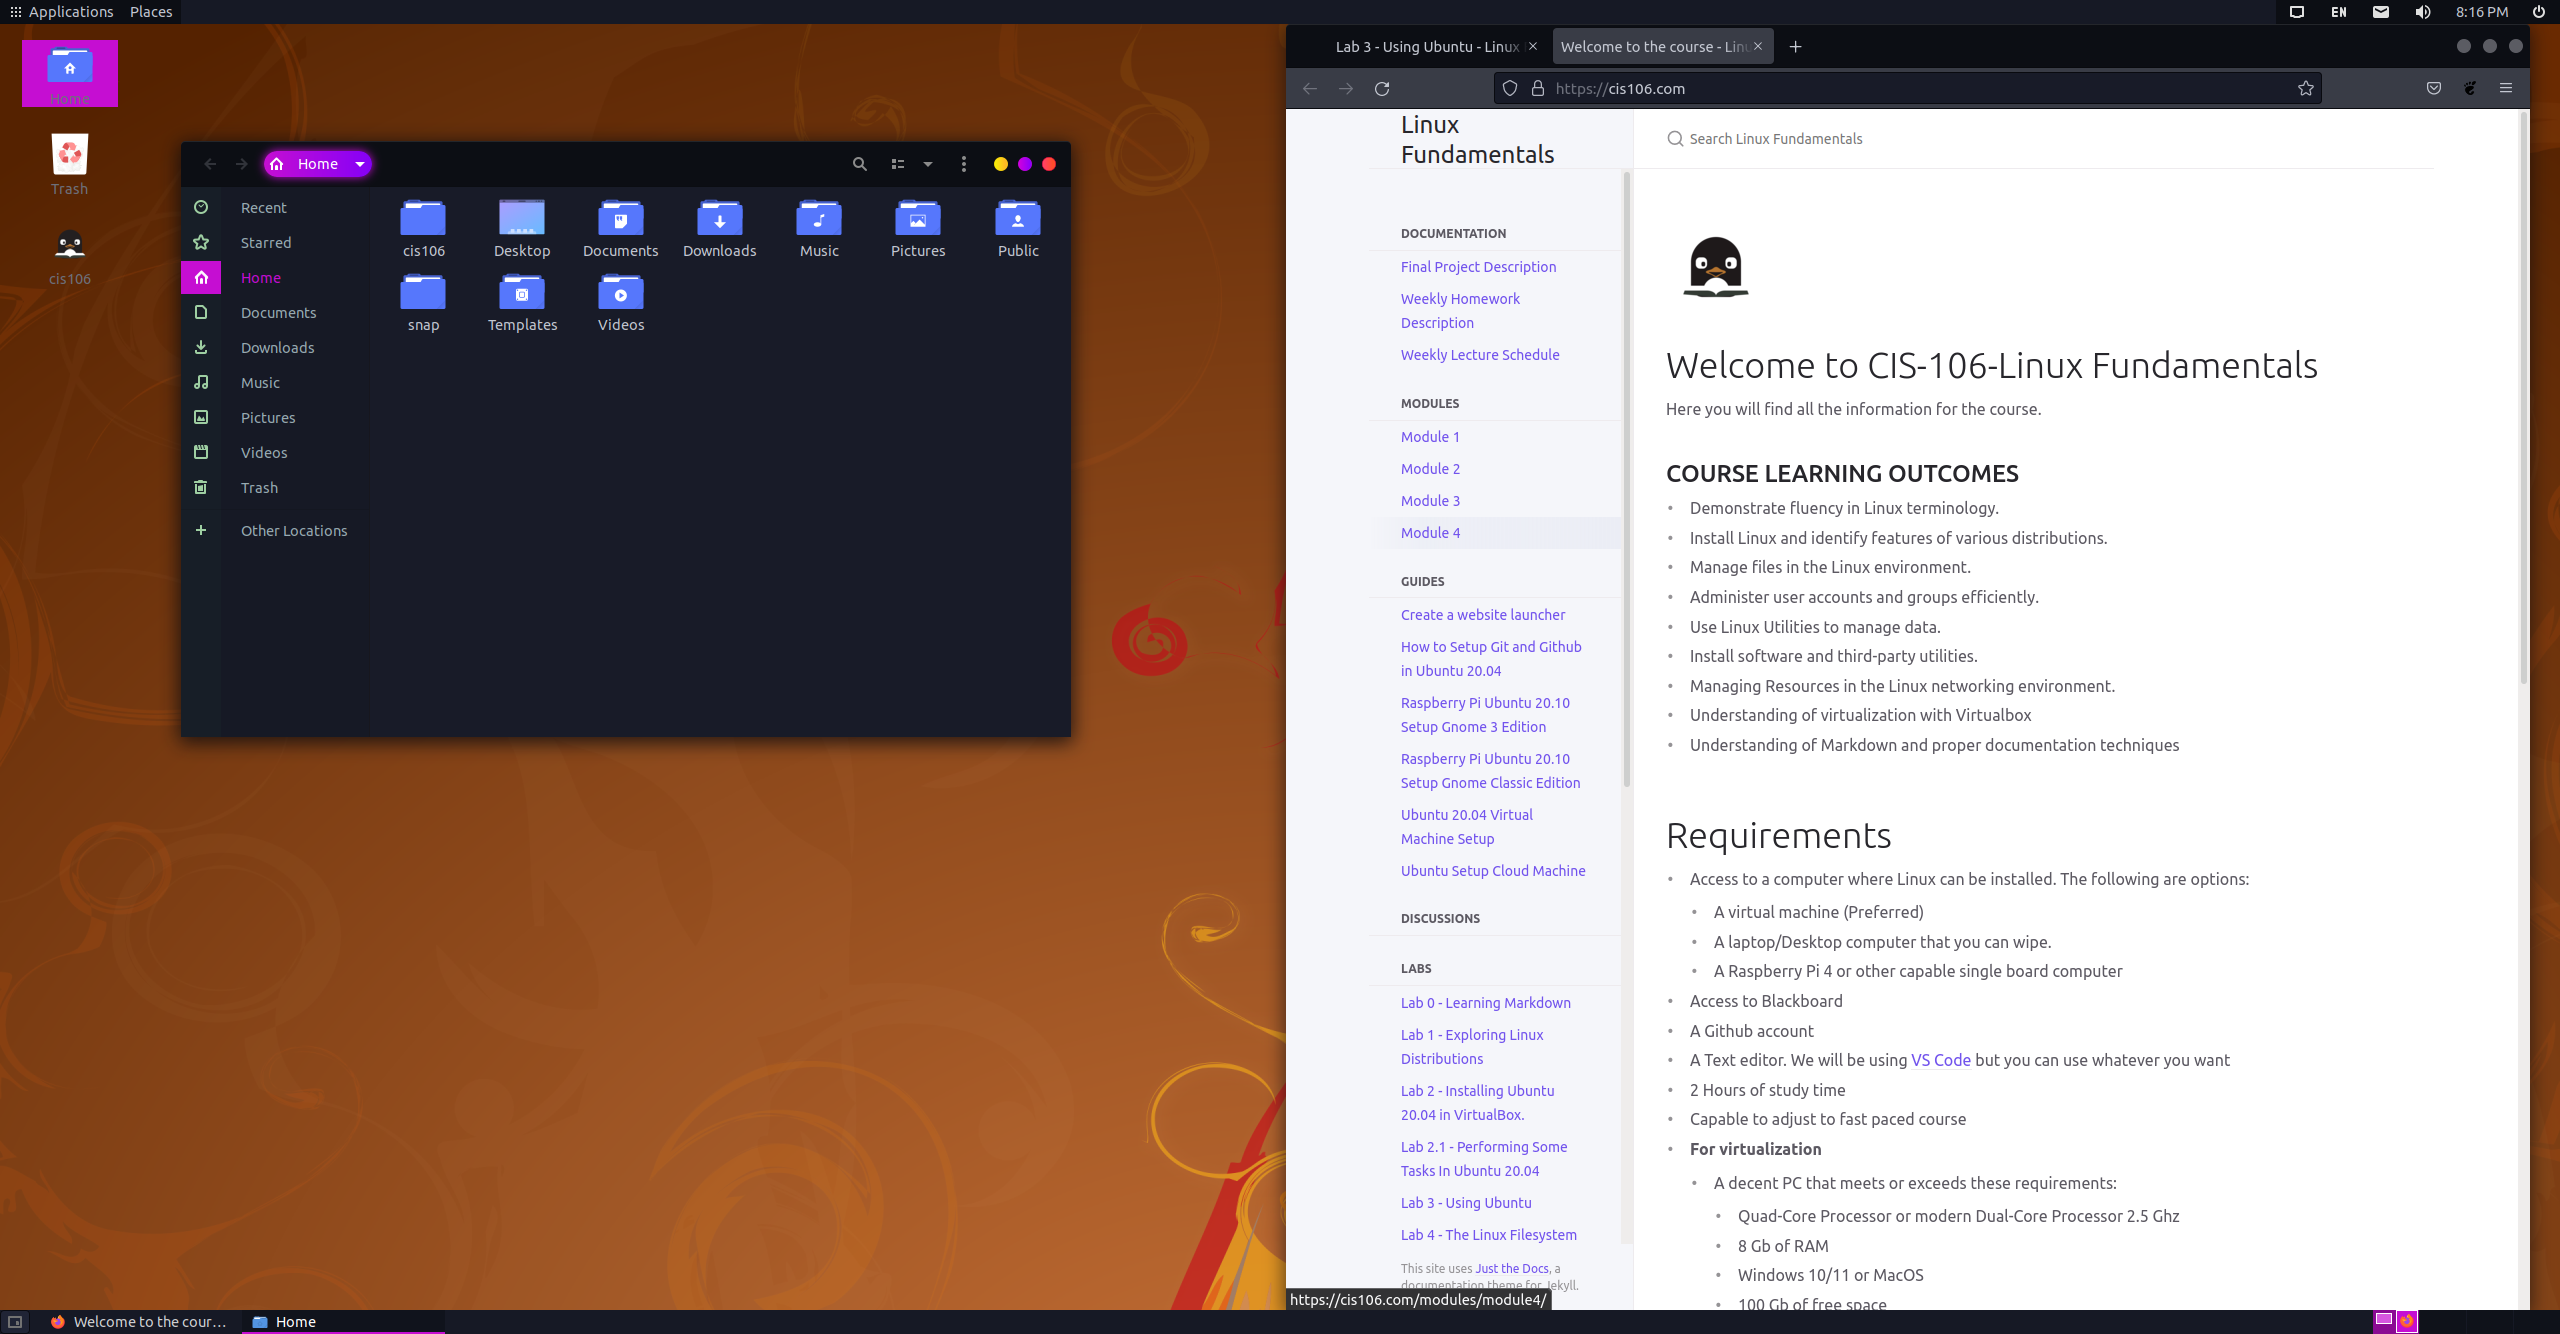 Applications Places
EN 8:16 PM
Home
Trash
cis106
Home
Recent
Starred
Home
Documents
Downloads
Music
Pictures
Videos
Trash
Other Locations
cis106 Desktop Documents Downloads Music Pictures Public
snap Templates Videos
Lab 3 - Using Ubuntu - Linux
Welcome to the course - Linu
https://cis106.com
Linux
Fundamentals
DOCUMENTATION
Final Project Description
Weekly Homework
Description
Weekly Lecture Schedule
MODULES
Module 1
Module 2
Module 3
Module 4
GUIDES
Create a website launcher
How to Setup Git and Github
in Ubuntu 20.04
Raspberry Pi Ubuntu 20.10
Setup Gnome 3 Edition
Raspberry Pi Ubuntu 20.10
Setup Gnome Classic Edition
Ubuntu 20.04 Virtual
Machine Setup
Ubuntu Setup Cloud Machine
DISCUSSIONS
LABS
Lab 0 - Learning Markdown
Lab 1 - Exploring Linux
Distributions
Lab 2 - Installing Ubuntu
20.04 in VirtualBox.
Lab 2.1 - Performing Some
Tasks In Ubuntu 20.04
Lab 3 - Using Ubuntu
Lab 4 - The Linux Filesystem
This site uses Just the Docs, a
documentation theme for Jekyll.
https://cis106.com/modules/module4/
Search Linux Fundamentals
Welcome to CIS-106-Linux Fundamentals
Here you will find all the information for the course.
COURSE LEARNING OUTCOMES
• Demonstrate fluency in Linux terminology.
• Install Linux and identify features of various distributions.
• Manage files in the Linux environment.
• Administer user accounts and groups efficiently.
• Use Linux Utilities to manage data.
• Install software and third-party utilities.
• Managing Resources in the Linux networking environment.
• Understanding of virtualization with Virtualbox
• Understanding of Markdown and proper documentation techniques
Requirements
• Access to a computer where Linux can be installed. The following are options:
• A virtual machine (Preferred)
• A laptop/Desktop computer that you can wipe.
• A Raspberry Pi 4 or other capable single board computer
• Access to Blackboard
• A Github account
• A Text editor. We will be using VS Code but you can use whatever you want
• 2 Hours of study time
• Capable to adjust to fast paced course
• For virtualization
• A decent PC that meets or exceeds these requirements:
• Quad-Core Processor or modern Dual-Core Processor 2.5 Ghz
• 8 Gb of RAM
• Windows 10/11 or MacOS
• 100 Gb of free space
Welcome to the cour...
Home